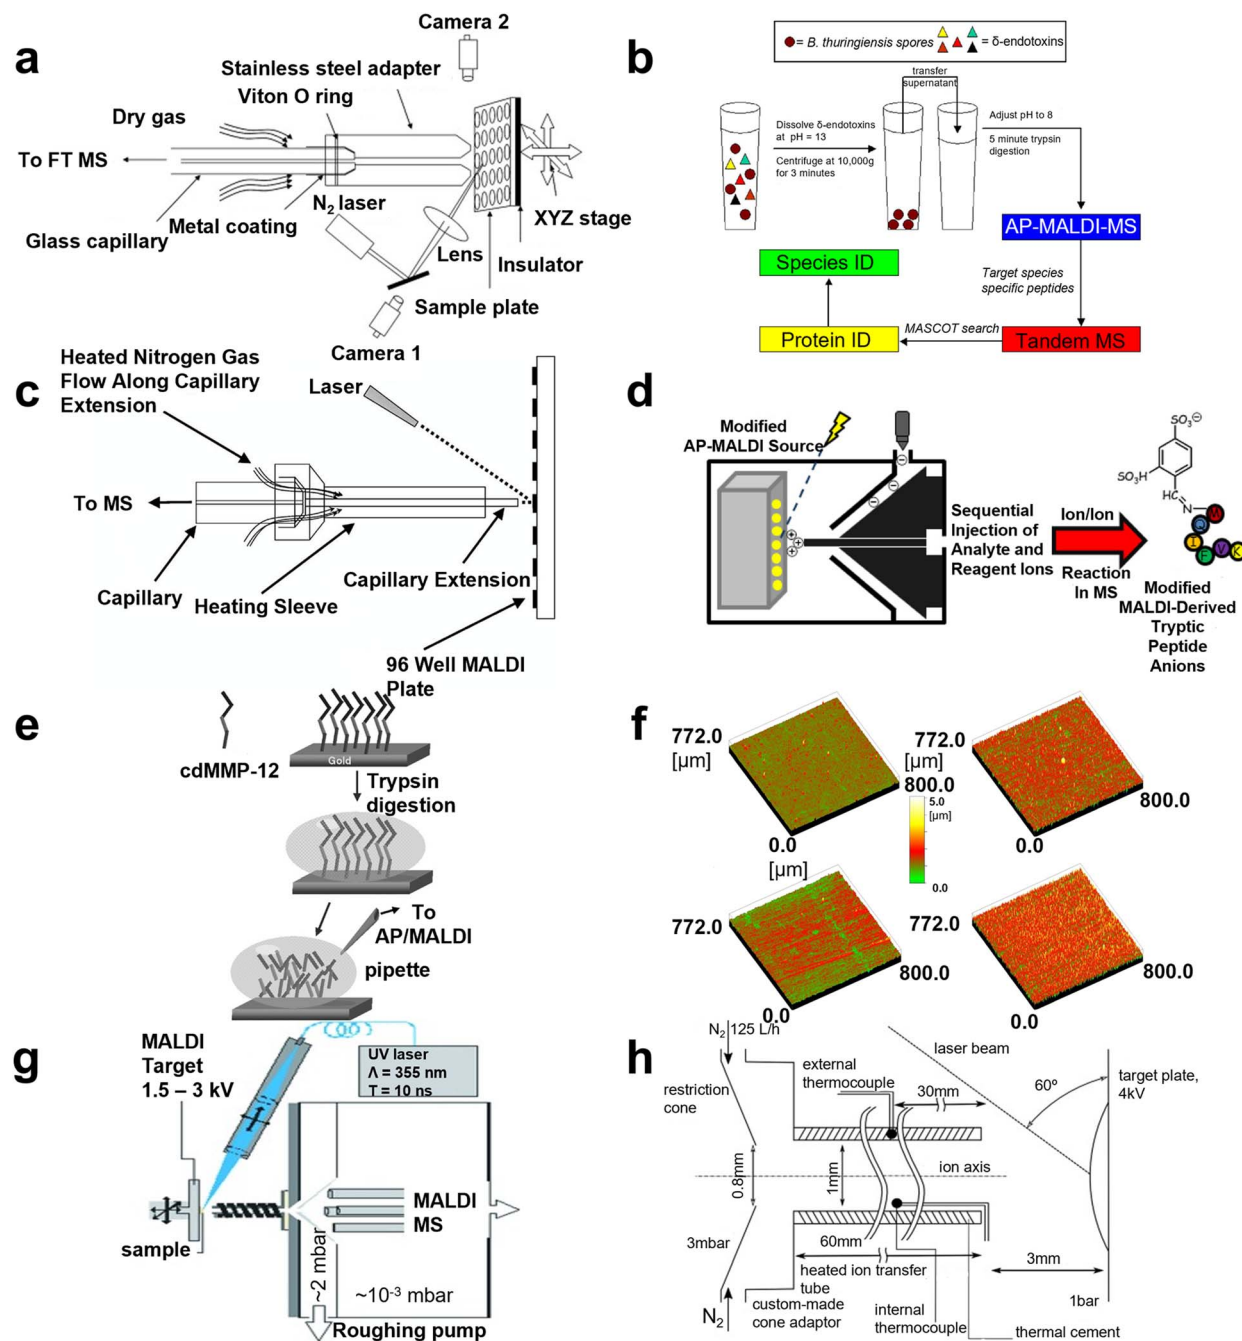 a
Camera 2
Stainless steel adapter
Viton O ring
Dry gas
To FT MS
N2 laser
Metal coating
Glass capillary
Lens
XYZ stage
Insulator
Sample plate
Camera 1
b
= B. thuringiensis spores
= δ-endotoxins
transfer
supernatant
Dissolve δ-endotoxins
at pH = 13
Centrifuge at 10,000g
for 3 minutes
Adjust pH to 8
5 minute trypsin
digestion
AP-MALDI-MS
Species ID
Target species
specific peptides
MASCOT search
Protein ID
Tandem MS
c
Heated Nitrogen Gas
Flow Along Capillary
Extension
Laser
To MS
Capillary Extension
Capillary
Heating Sleeve
96 Well MALDI
Plate
d
Modified
AP-MALDI Source
Sequential
Injection of
Analyte and
Reagent Ions
Ion/Ion
Reaction
In MS
SO3⊖
SO3H
HC
N
M
Q
I
F
V
K
Modified
MALDI-Derived
Tryptic
Peptide
Anions
e
cdMMP-12
Gold
Trypsin
digestion
To
AP/MALDI
pipette
f
772.0
[µm]
800.0
5.0
[µm]
0.0
0.0
[µm]
772.0
800.0
0.0
772.0
800.0
0.0
772.0
800.0
0.0
g
MALDI
Target
1.5 – 3 kV
UV laser
Λ = 355 nm
T = 10 ns
MALDI
MS
sample
~2 mbar
~10-3 mbar
Roughing pump
h
N2 125 L/h
restriction
cone
external
thermocouple
laser beam
30mm
60º
target plate,
4kV
0.8mm
1mm
ion axis
3mbar
60mm
heated ion transfer
tube
3mm
1bar
N2
custom-made
cone adaptor
internal
thermocouple
thermal cement